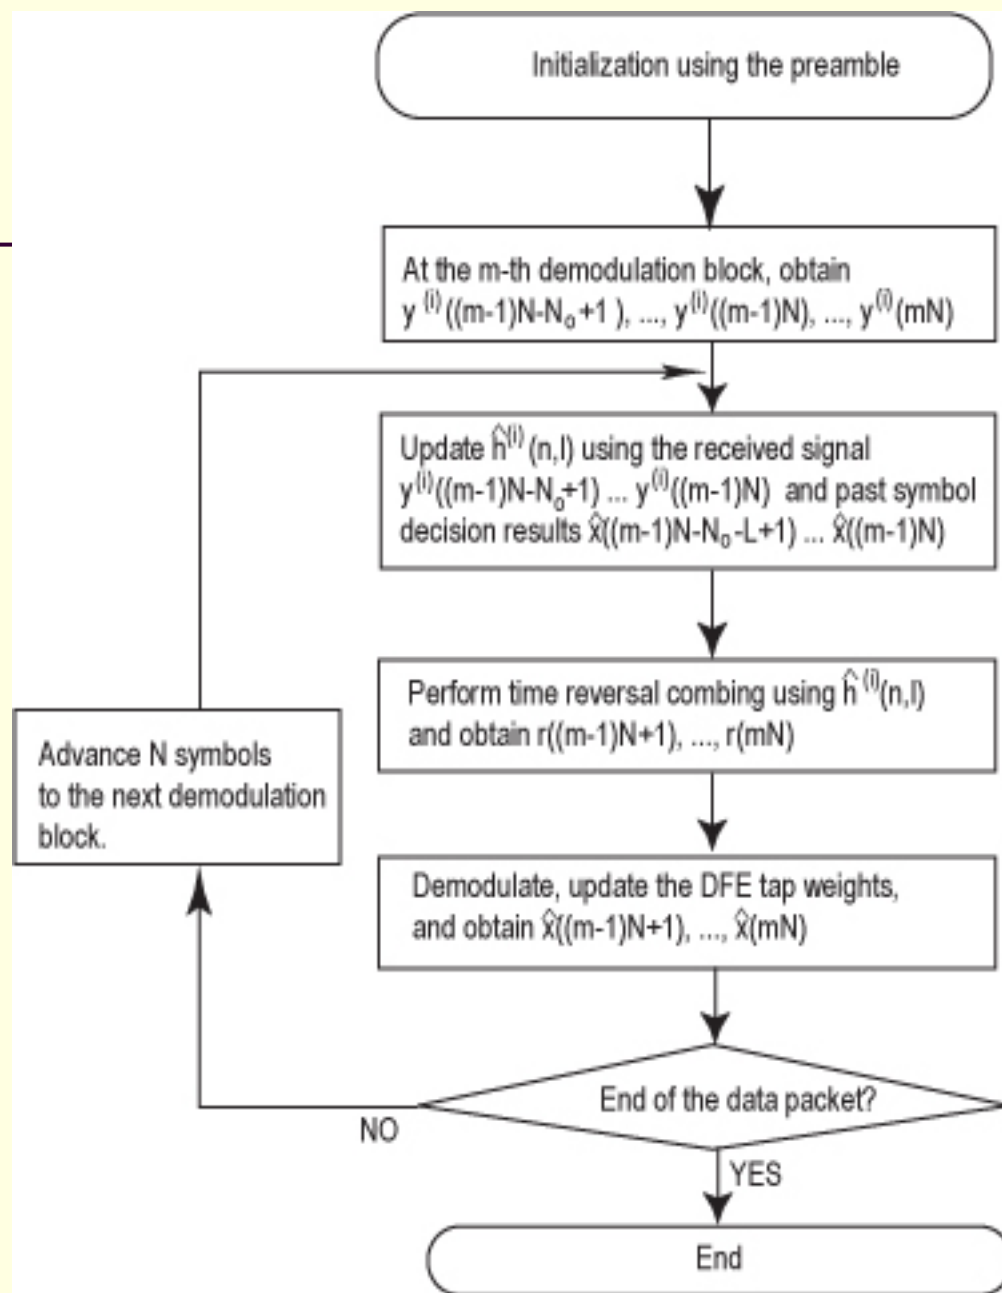 Initialization using the preamble
At the m-th demodulation block, obtain
y⁽ⁱ⁾((m-1)N-Nₒ+1 ), ..., y⁽ⁱ⁾((m-1)N), ..., y⁽ⁱ⁾(mN)
Update ĥ⁽ⁱ⁾(n,l) using the received signal
y⁽ⁱ⁾((m-1)N-Nₒ+1) ... y⁽ⁱ⁾((m-1)N) and past symbol
decision results x̂((m-1)N-Nₒ-L+1) ... x̂((m-1)N)
Perform time reversal combing using ĥ⁽ⁱ⁾(n,l)
and obtain r((m-1)N+1), ..., r(mN)
Advance N symbols
to the next demodulation
block.
Demodulate, update the DFE tap weights,
and obtain x̂((m-1)N+1), ..., x̂(mN)
End of the data packet?
NO
YES
End